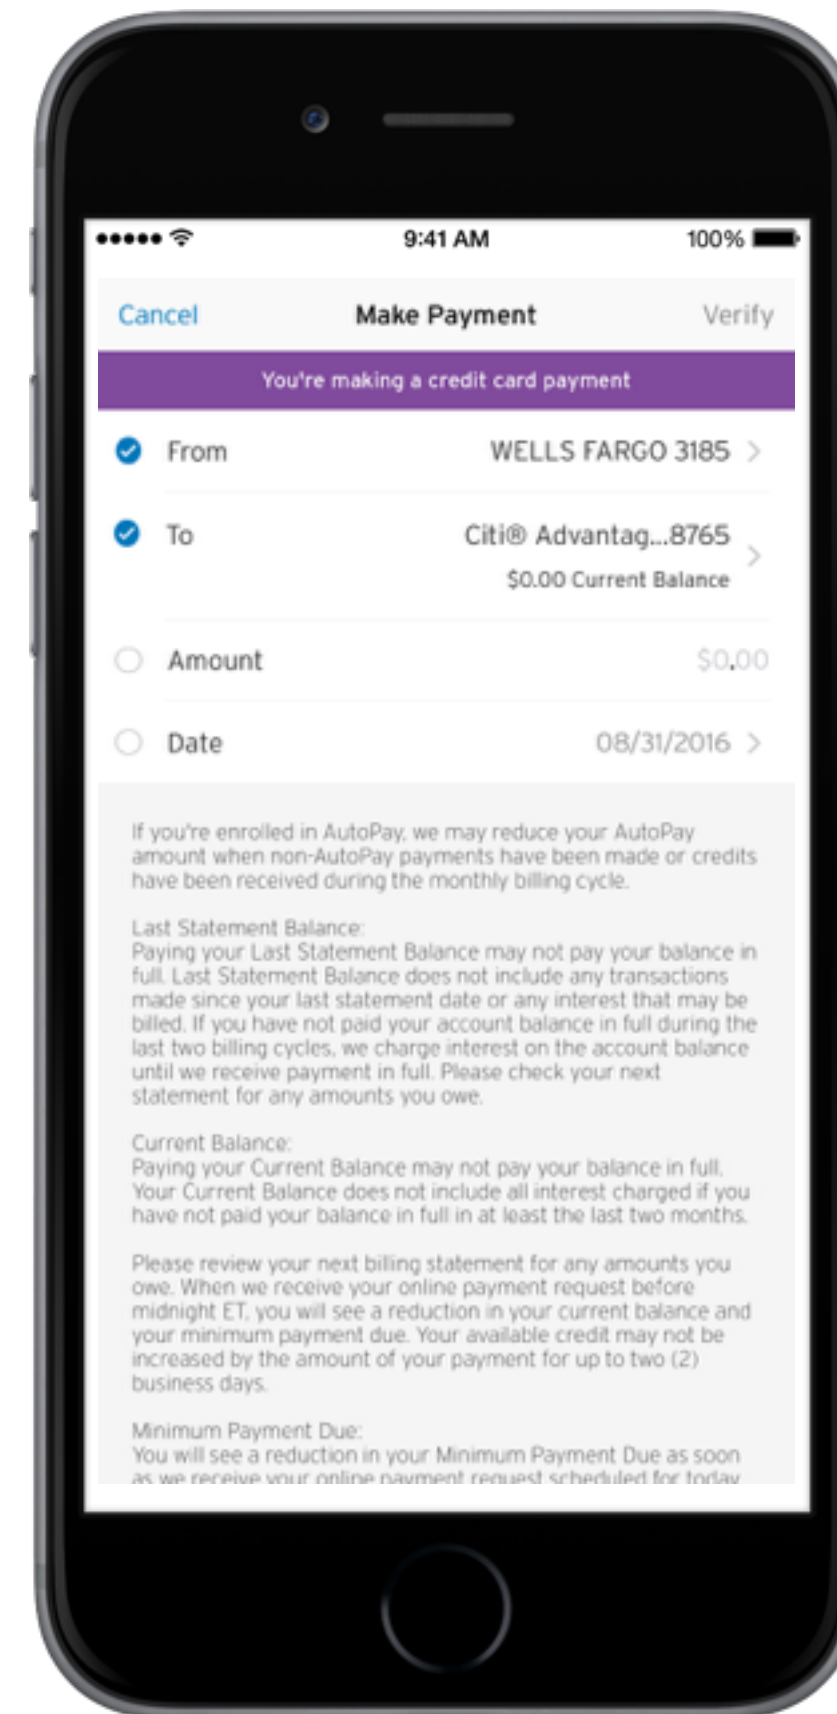 9:41 AM 100%
Cancel Make Payment Verify
You're making a credit card payment
From WELLS FARGO 3185
To Citi® Advantag...8765
$0.00 Current Balance
Amount $0.00
Date 08/31/2016
If you're enrolled in AutoPay, we may reduce your AutoPay
amount when non-AutoPay payments have been made or credits
have been received during the monthly billing cycle.
Last Statement Balance:
Paying your Last Statement Balance may not pay your balance in
full. Last Statement Balance does not include any transactions
made since your last statement date or any interest that may be
billed. If you have not paid your account balance in full during the
last two billing cycles, we charge interest on the account balance
until we receive payment in full. Please check your next
statement for any amounts you owe.
Current Balance:
Paying your Current Balance may not pay your balance in full.
Your Current Balance does not include all interest charged if you
have not paid your balance in full in at least the last two months.
Please review your next billing statement for any amounts you
owe. When we receive your online payment request before
midnight ET, you will see a reduction in your current balance and
your minimum payment due. Your available credit may not be
increased by the amount of your payment for up to two (2)
business days.
Minimum Payment Due:
You will see a reduction in your Minimum Payment Due as soon
as we receive your online payment request scheduled for today